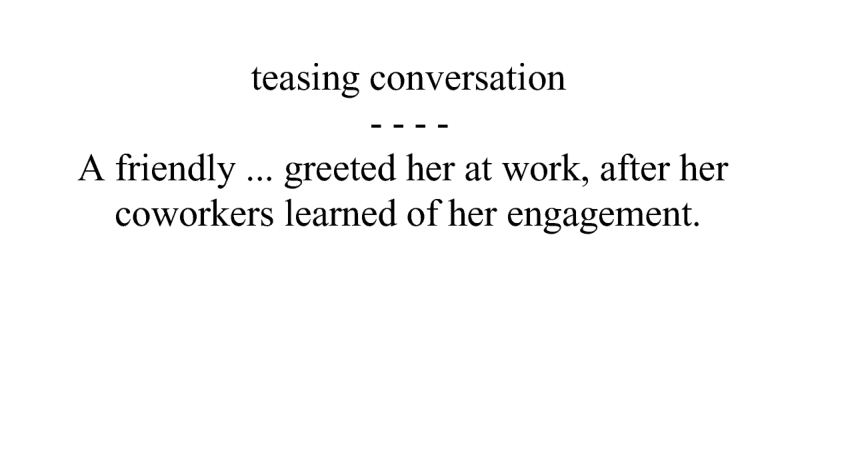 teasing conversation
- - - -
A friendly ... greeted her at work, after her
coworkers learned of her engagement.